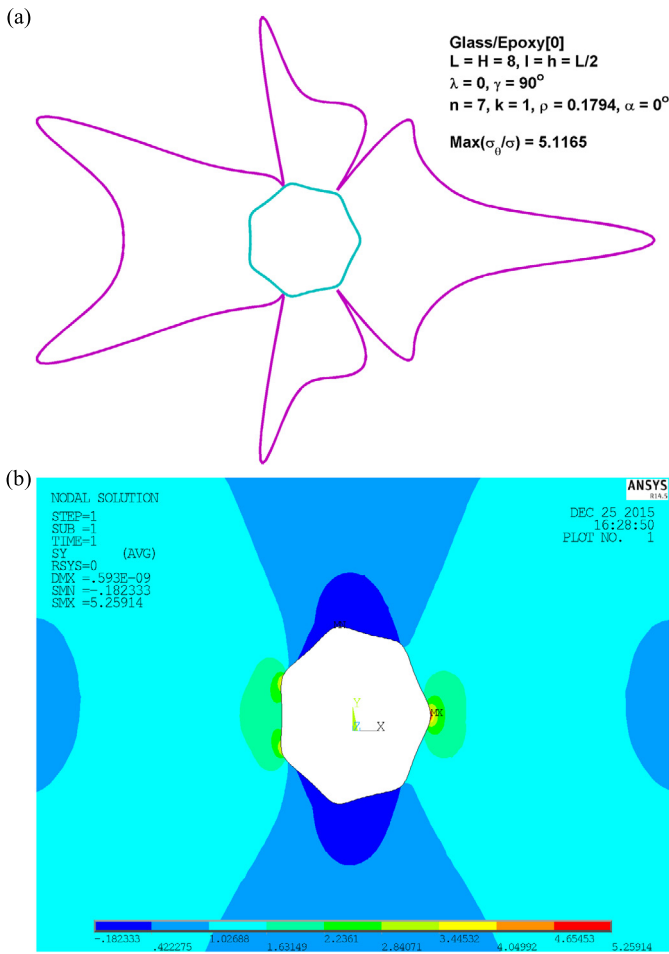 (a)
Glass/Epoxy[0]
L = H = 8, l = h = L/2
λ = 0, γ = 90°
n = 7, k = 1, ρ = 0.1794, α = 0°
Max(σθ/σ) = 5.1165
(b)
NODAL SOLUTION
STEP=1
SUB =1
TIME=1
SY (AVG)
RSYS=0
DMX =.593E-09
SMN =-.182333
SMX =5.25914
ANSYS
R14.5
DEC 25 2015
16:28:50
PLOT NO. 1
Y
MX
Z X
-.182333 1.02688 2.2361 3.44532 4.65453
.422275 1.63149 2.84071 4.04992 5.25914